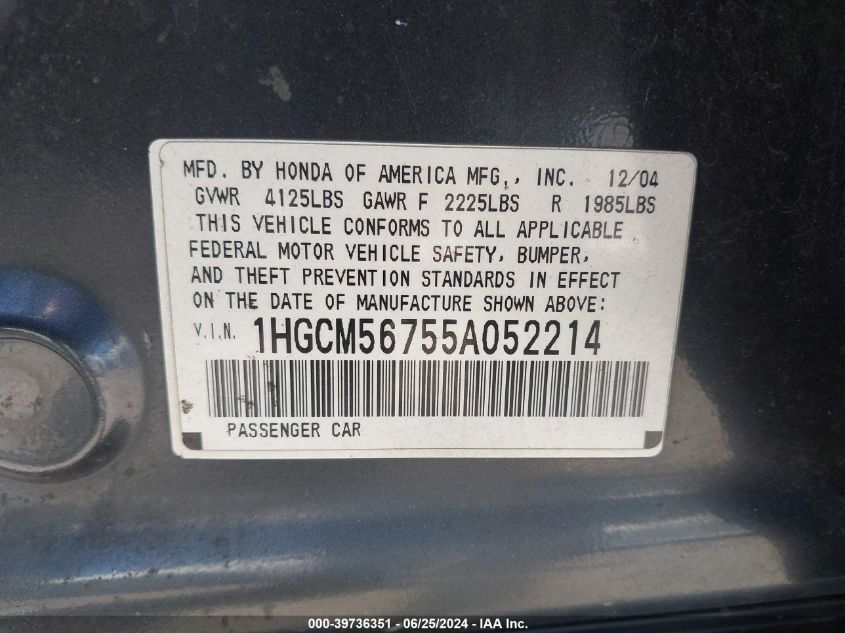 MFD. BY HONDA OF AMERICA MFG., INC. 12/04
GVWR 4125LBS GAWR F 2225LBS R 1985LBS
THIS VEHICLE CONFORMS TO ALL APPLICABLE
FEDERAL MOTOR VEHICLE SAFETY, BUMPER,
AND THEFT PREVENTION STANDARDS IN EFFECT
ON THE DATE OF MANUFACTURE SHOWN ABOVE:
V.I.N. 1HGCM56755A052214
PASSENGER CAR
000-39736351 / 06/25/2024 - IAA Inc.